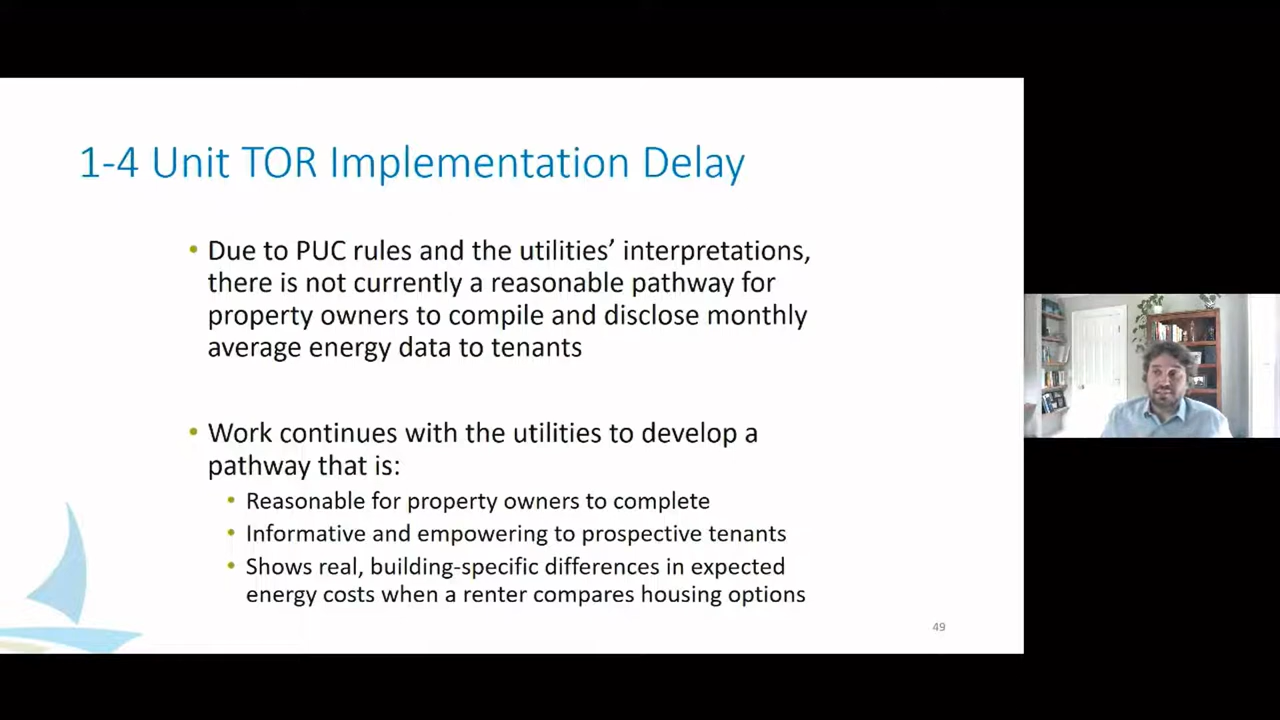 1-4 Unit TOR Implementation Delay
• Due to PUC rules and the utilities’ interpretations,
there is not currently a reasonable pathway for
property owners to compile and disclose monthly
average energy data to tenants
• Work continues with the utilities to develop a
pathway that is:
• Reasonable for property owners to complete
• Informative and empowering to prospective tenants
• Shows real, building-specific differences in expected
energy costs when a renter compares housing options
49